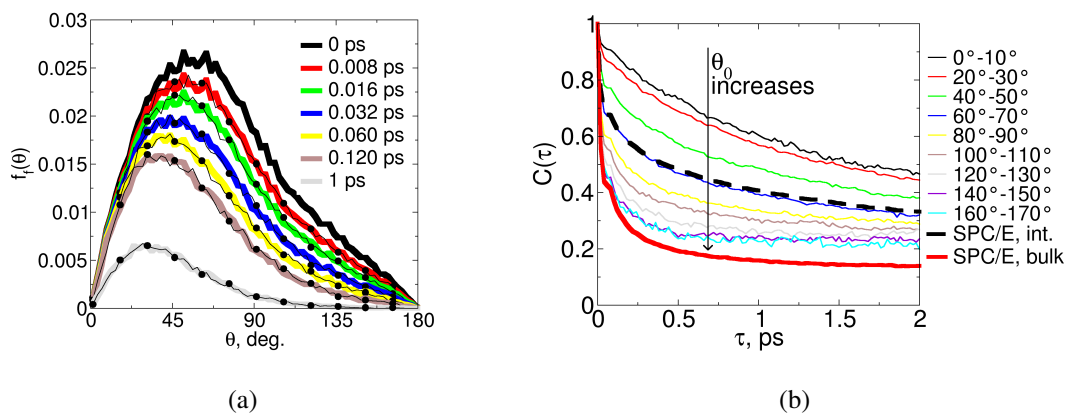 0.03
0.025
0.02
0.015
0.01
0.005
0
f_f(θ)
0 ps
0.008 ps
0.016 ps
0.032 ps
0.060 ps
0.120 ps
1 ps
0 45 90 135 180
θ, deg.
(a)
1
0.8
0.6
0.4
0.2
0
C(τ)
θ_0
increases
0 0.5 1 1.5 2
τ, ps
0°-10°
20°-30°
40°-50°
60°-70°
80°-90°
100°-110°
120°-130°
140°-150°
160°-170°
SPC/E, int.
SPC/E, bulk
(b)